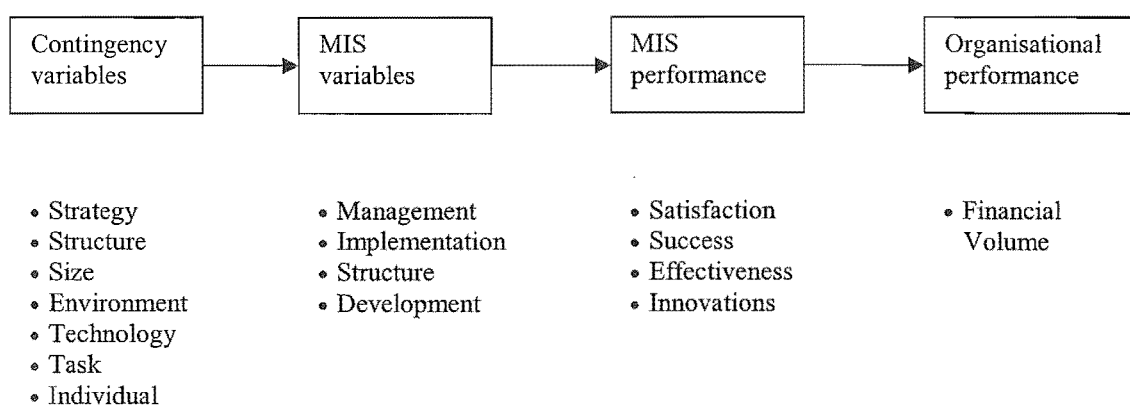 Contingency
variables
MIS
variables
MIS
performance
Organisational
performance
• Strategy
• Structure
• Size
• Environment
• Technology
• Task
• Individual
• Management
• Implementation
• Structure
• Development
• Satisfaction
• Success
• Effectiveness
• Innovations
• Financial
Volume